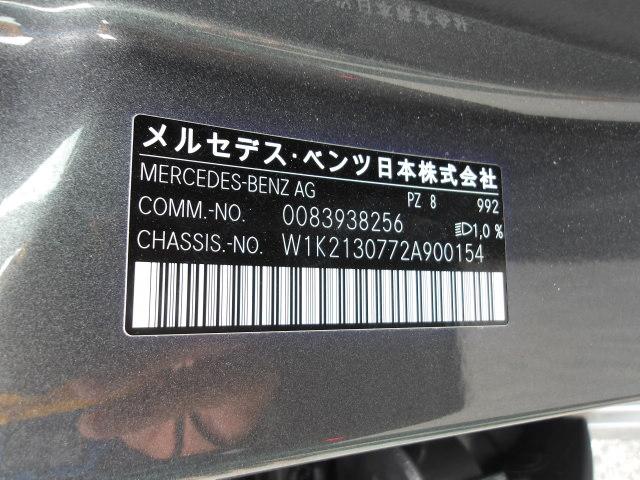 メルセデス・ベンツ日本株式会社
MERCEDES-BENZ AG PZ 8 992
COMM.-NO. 0083938256 1,0 %
CHASSIS.-NO. W1K2130772A900154